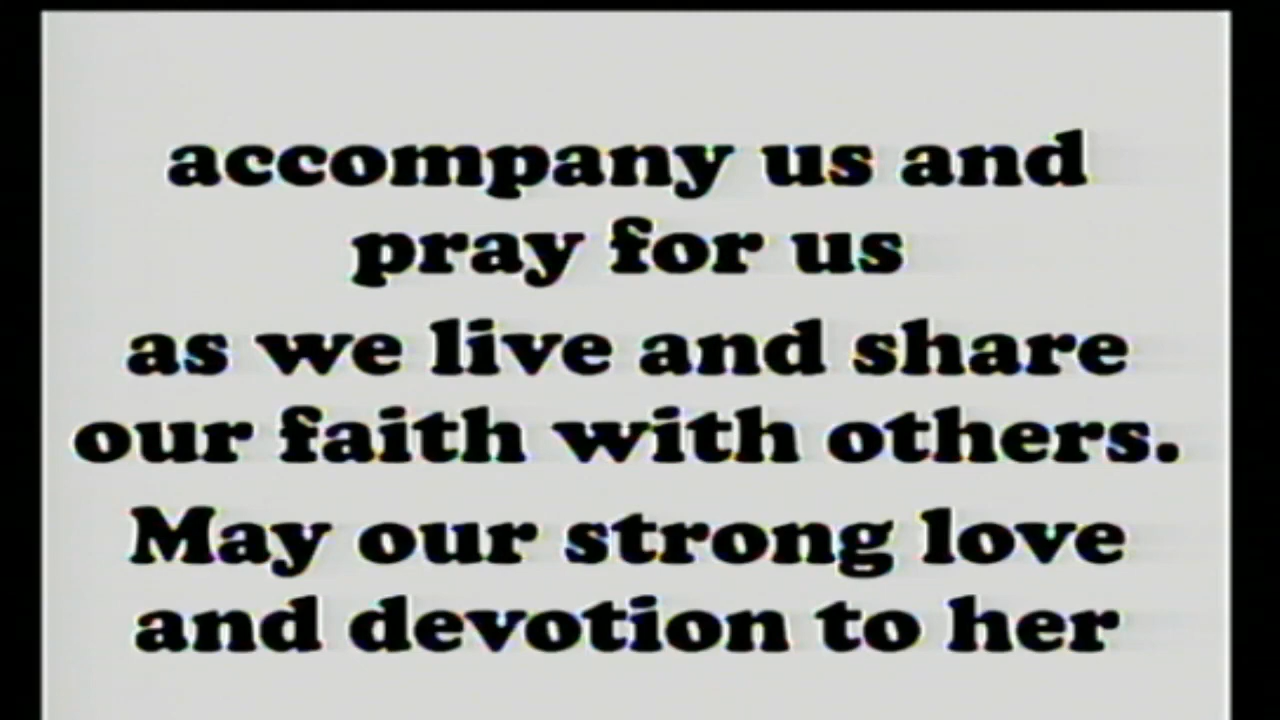 accompany us and
pray for us
as we live and share
our faith with others.
May our strong love
and devotion to her